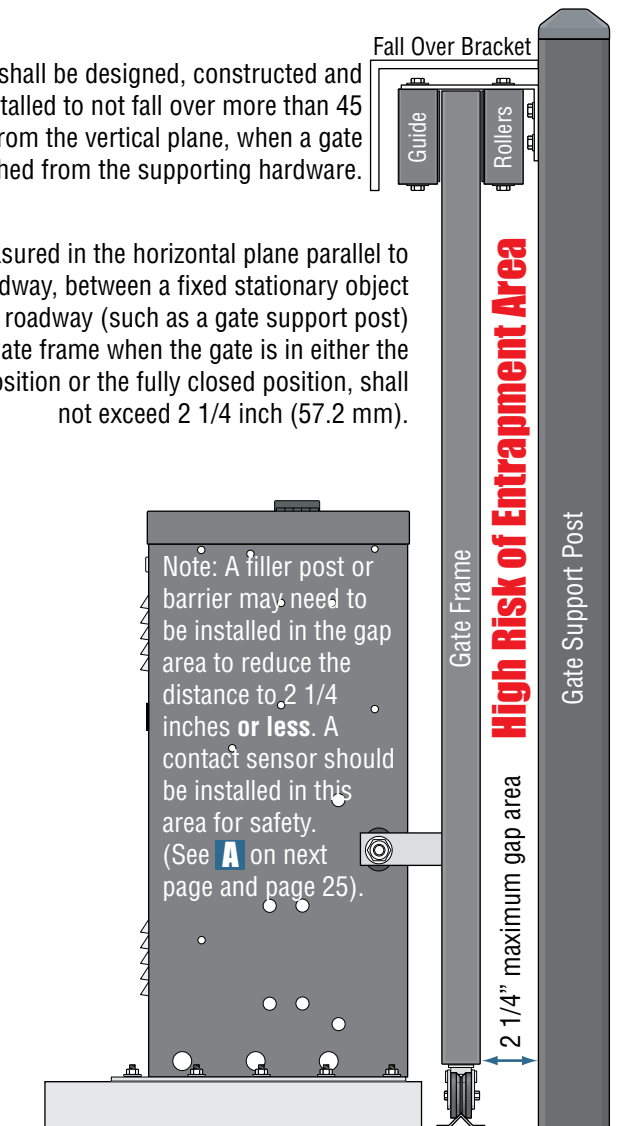 Fall Over Bracket
shall be designed, constructed and
talled to not fall over more than 45
rom the vertical plane, when a gate
hed from the supporting hardware.
Guide
Rollers
asured in the horizontal plane parallel to
dway, between a fixed stationary object
roadway (such as a gate support post)
ate frame when the gate is in either the
osition or the fully closed position, shall
not exceed 2 1/4 inch (57.2 mm).
Note: A filler post or
barrier may need to
be installed in the gap
area to reduce the
distance to 2 1/4
inches or less. A
contact sensor should
be installed in this
area for safety.
(See A on next
page and page 25).
Gate Frame
High Risk of Entrapment Area
2 1/4” maximum gap area
Gate Support Post